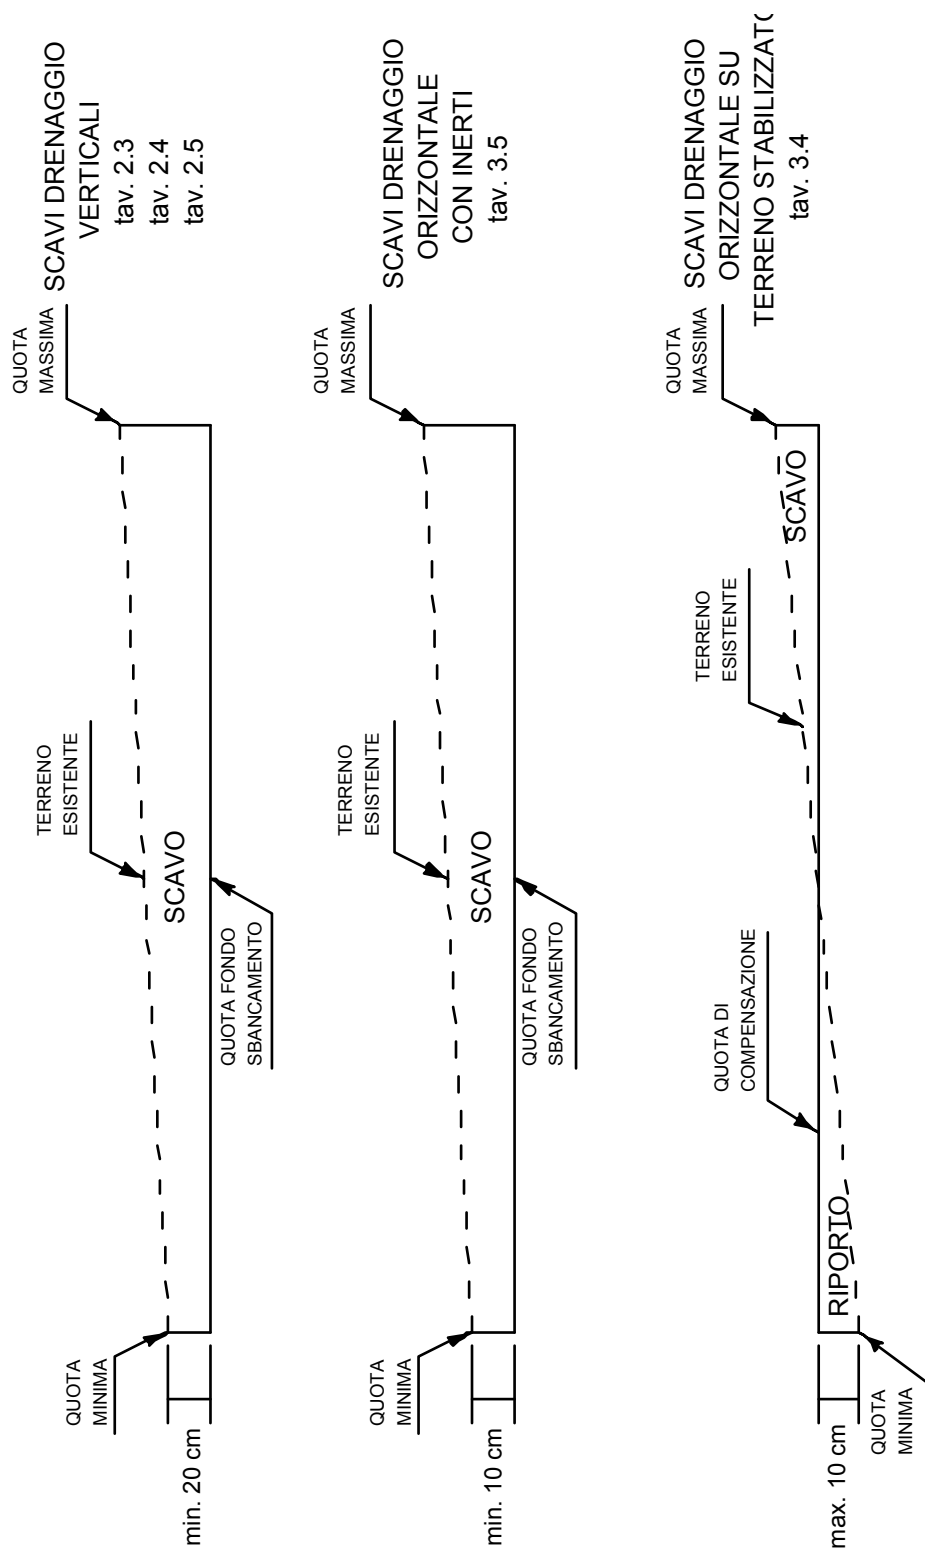 QUOTA
MINIMA
min. 20 cm
TERRENO
ESISTENTE
SCAVO
QUOTA FONDO
SBANCAMENTO
QUOTA
MASSIMA
SCAVI DRENAGGIO
VERTICALI
tav. 2.3
tav. 2.4
tav. 2.5
QUOTA
MINIMA
min. 10 cm
TERRENO
ESISTENTE
SCAVO
QUOTA FONDO
SBANCAMENTO
QUOTA
MASSIMA
SCAVI DRENAGGIO
ORIZZONTALE
CON INERTI
tav. 3.5
max. 10 cm
QUOTA
MINIMA
RIPORTO
QUOTA DI
COMPENSAZIONE
TERRENO
ESISTENTE
SCAVO
QUOTA
MASSIMA
SCAVI DRENAGGIO
ORIZZONTALE SU
TERRENO STABILIZZATO
tav. 3.4